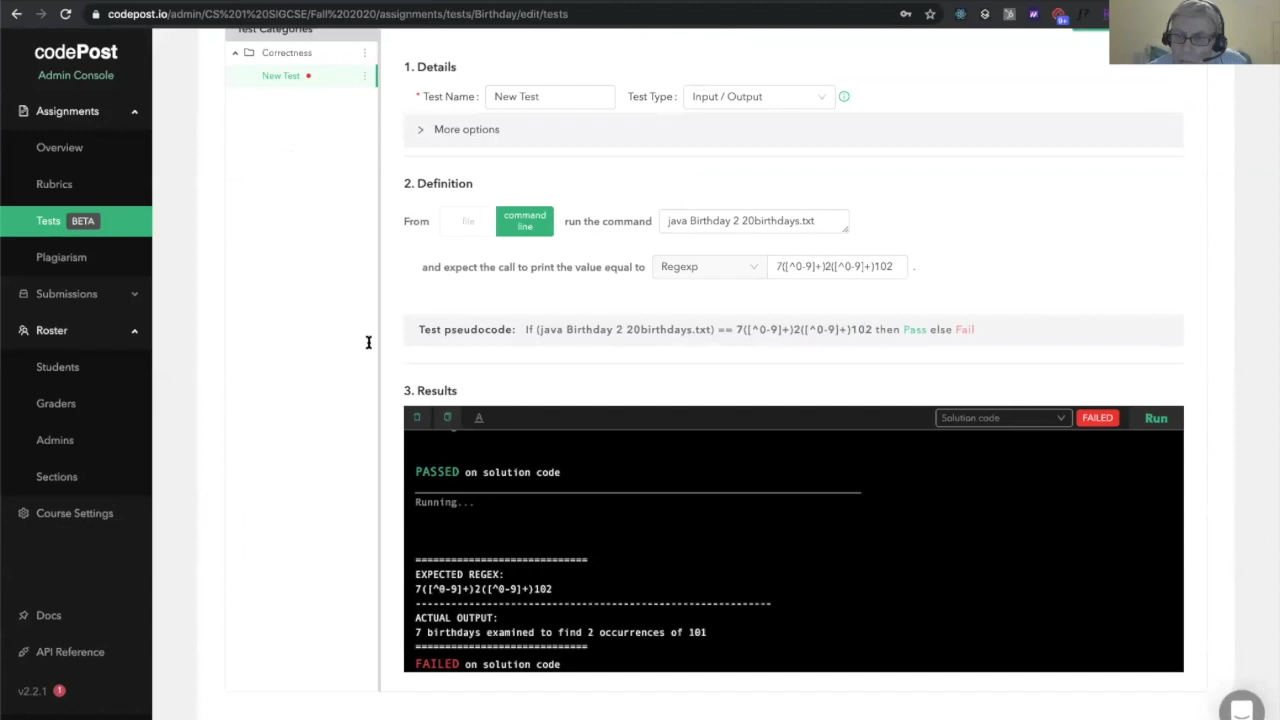 codepost.io/admin/CS%201%20SIGCSE/Fall%202020/assignments/tests/Birthday/edit/tests
9+
f?
codePost
Admin Console
Assignments
Overview
Rubrics
Tests BETA
Plagiarism
Submissions
Roster
Students
Graders
Admins
Sections
Course Settings
Docs
API Reference
v2.2.1 1
Test Categories
Correctness
New Test
1. Details
* Test Name: New Test Test Type: Input / Output
More options
2. Definition
From file command line run the command java Birthday 2 20birthdays.txt
and expect the call to print the value equal to Regexp 7([^0-9]+)2([^0-9]+)102 .
Test pseudocode: If (java Birthday 2 20birthdays.txt) == 7([^0-9]+)2([^0-9]+)102 then Pass else Fail
3. Results
A Solution code FAILED Run
PASSED on solution code
Running...
===========================
EXPECTED REGEX:
7([^0-9]+)2([^0-9]+)102
ACTUAL OUTPUT:
7 birthdays examined to find 2 occurrences of 101
===========================
FAILED on solution code